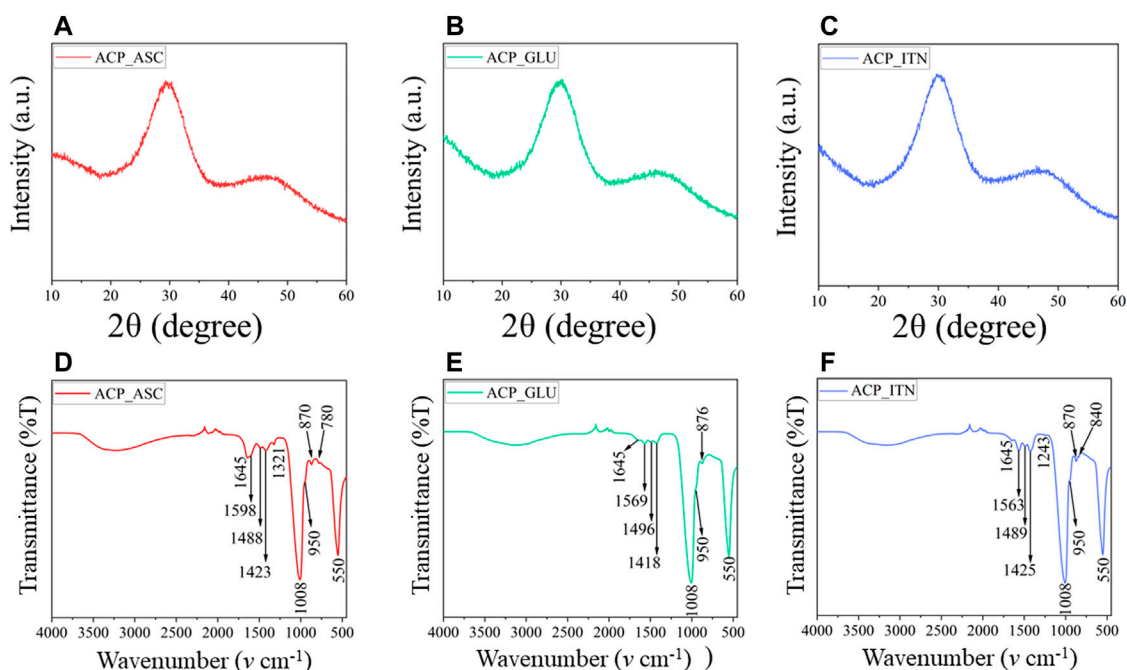 A
ACP_ASC
Intensity (a.u.)
10 20 30 40 50 60
2θ (degree)
B
ACP_GLU
Intensity (a.u.)
10 20 30 40 50 60
2θ (degree)
C
ACP_ITN
Intensity (a.u.)
10 20 30 40 50 60
2θ (degree)
D
ACP_ASC
Transmittance (%T)
1645
1598
1488
1423
1321
1008
950
870
780
550
4000 3500 3000 2500 2000 1500 1000 500
Wavenumber (ν cm⁻¹)
E
ACP_GLU
Transmittance (%T)
1645
1569
1496
1418
1008
950
876
550
4000 3500 3000 2500 2000 1500 1000 500
Wavenumber (ν cm⁻¹ )
F
ACP_ITN
Transmittance (%T)
1645
1563
1489
1425
1243
1008
950
870
840
550
4000 3500 3000 2500 2000 1500 1000 500
Wavenumber (ν cm⁻¹)